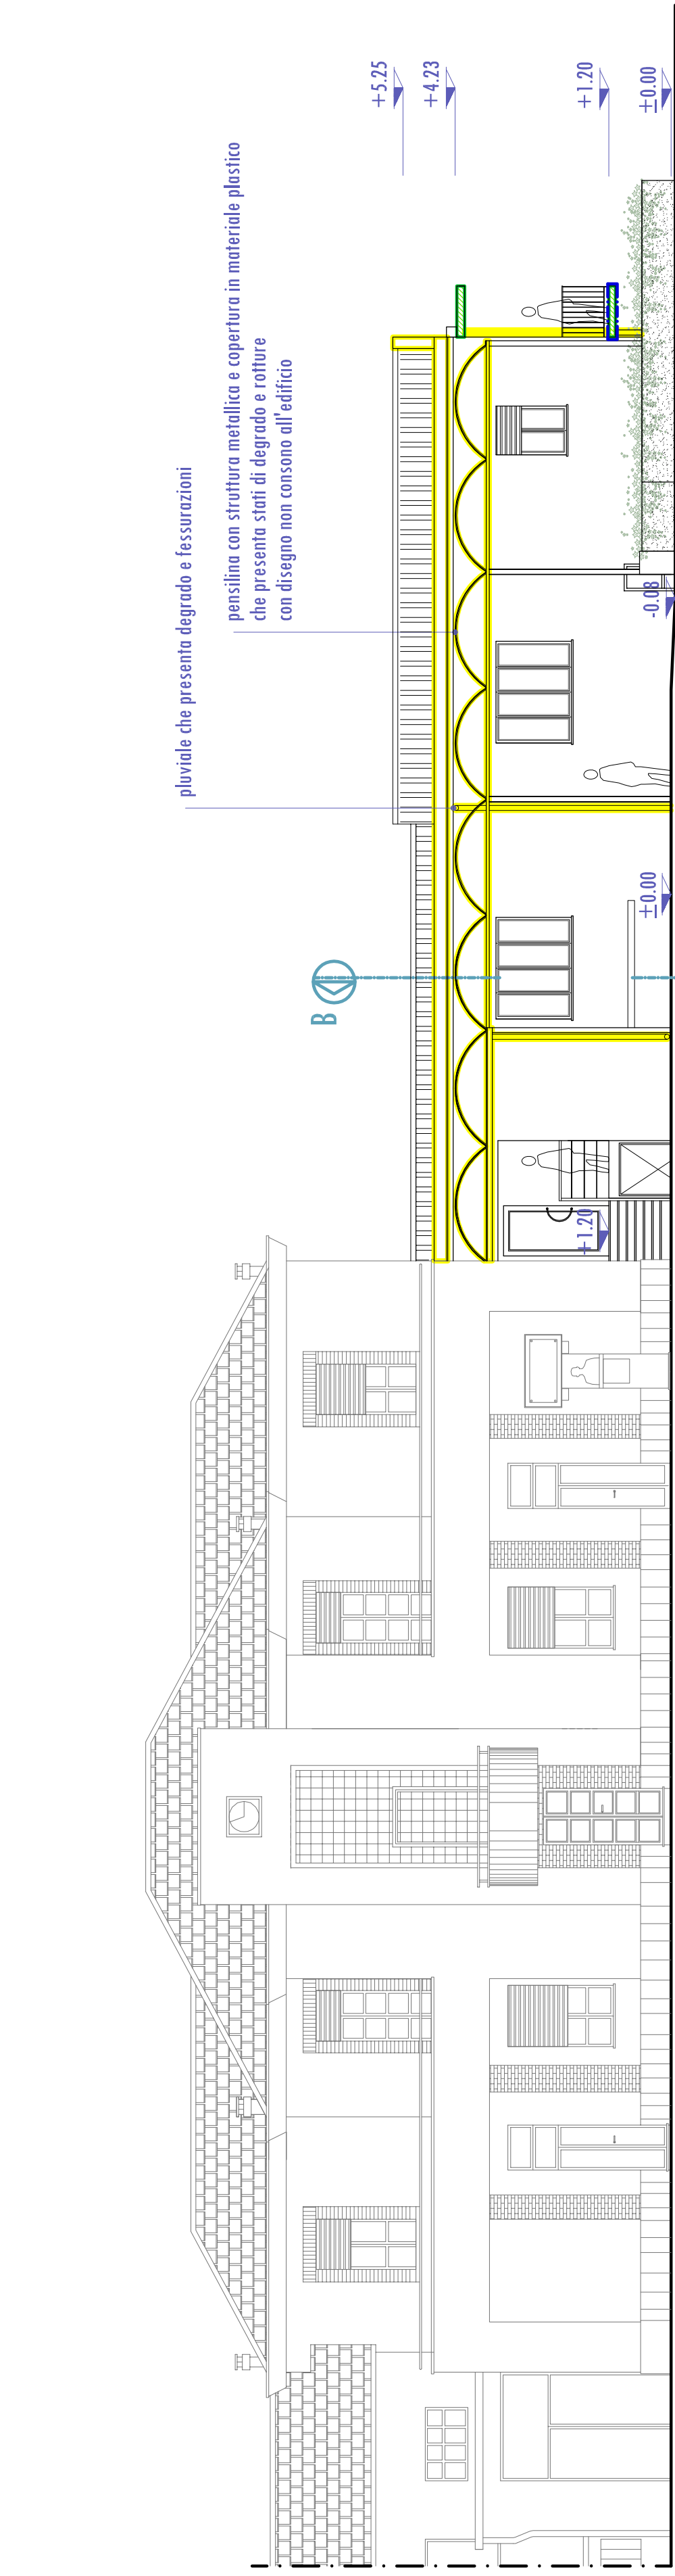 pluviale che presenta degrado e fessurazioni
pensilina con struttura metallica e copertura in materiale plastico
che presenta stati di degrado e rotture
con disegno non consono all'edificio
+5.25
+4.23
+1.20
±0.00
B
+1.20
±0.00
-0.08